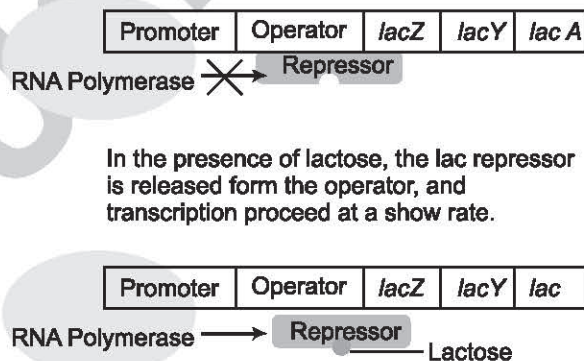 Promoter Operator lacZ lacY lac A
Repressor
RNA Polymerase
In the presence of lactose, the lac repressor
is released form the operator, and
transcription proceed at a show rate.
Promoter Operator lacZ lacY lac
RNA Polymerase Repressor
Lactose